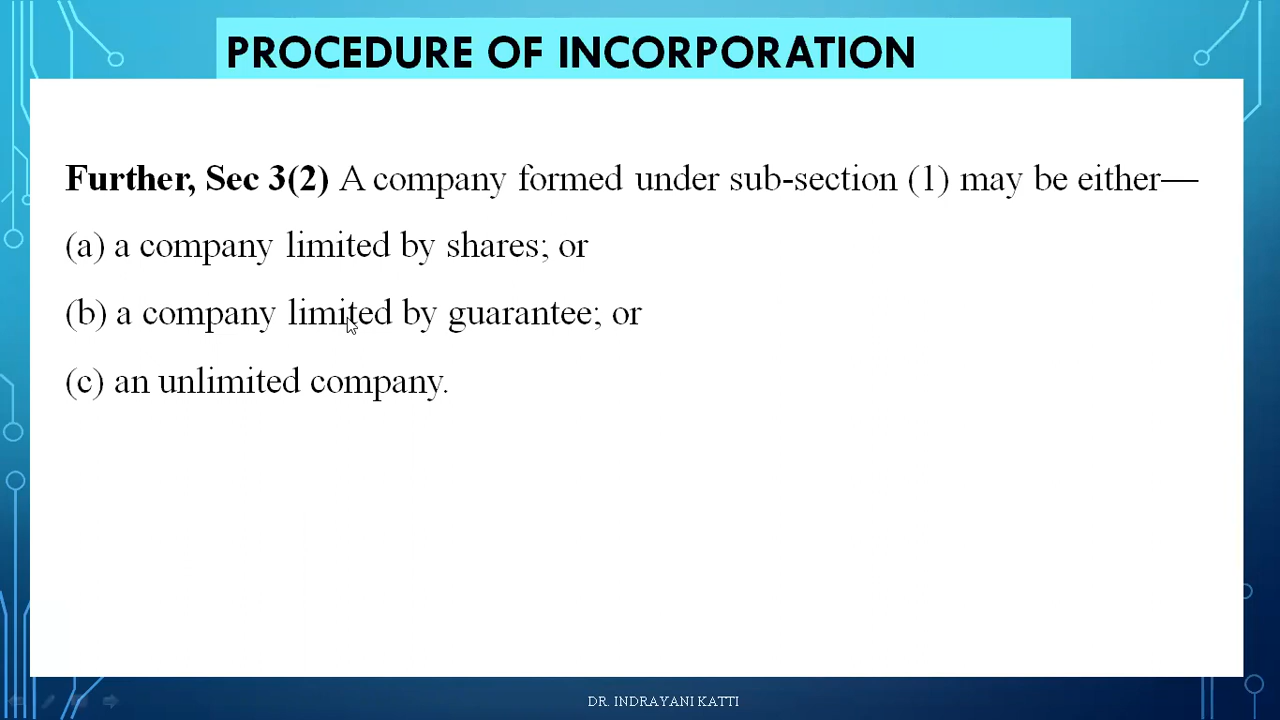 PROCEDURE OF INCORPORATION
Further, Sec 3(2) A company formed under sub-section (1) may be either—
(a) a company limited by shares; or
(b) a company limited by guarantee; or
(c) an unlimited company.
DR. INDRAYANI KATTI